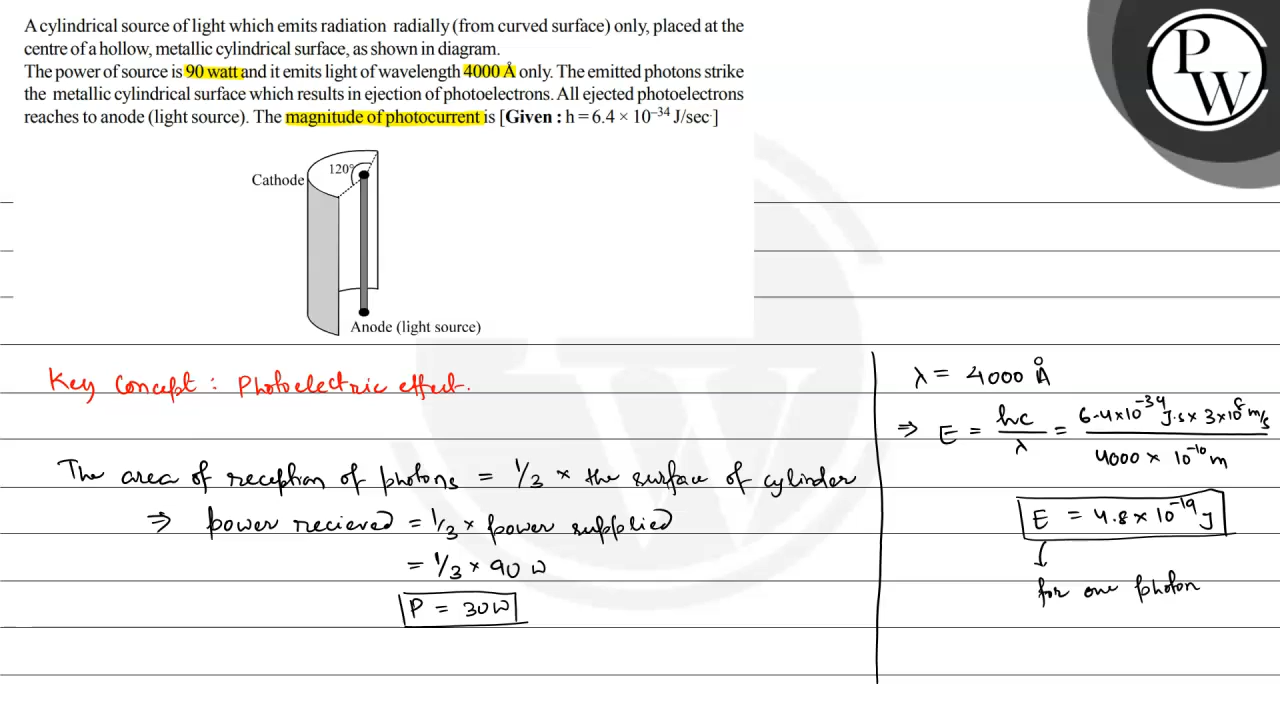 A cylindrical source of light which emits radiation radially (from curved surface) only, placed at the
centre of a hollow, metallic cylindrical surface, as shown in diagram.
The power of source is 90 watt and it emits light of wavelength 4000 Å only. The emitted photons strike
the metallic cylindrical surface which results in ejection of photoelectrons. All ejected photoelectrons
reaches to anode (light source). The magnitude of photocurrent is [Given : h = 6.4 × 10⁻³⁴ J/sec.]
P
W
120°
Cathode
Anode (light source)
Key Concept : Photoelectric effect.
The area of reception of photons = 1/3 × the surface of cylinder
⇒ power recieved = 1/3 × power supplied
= 1/3 × 90 W
P = 30W
λ = 4000 Å
⇒ E = hc/λ = 6.4×10⁻³⁴ J.s × 3×10⁸ m/s / 4000 × 10⁻¹⁰ m
E = 4.8 × 10⁻¹⁹ J
for one photon